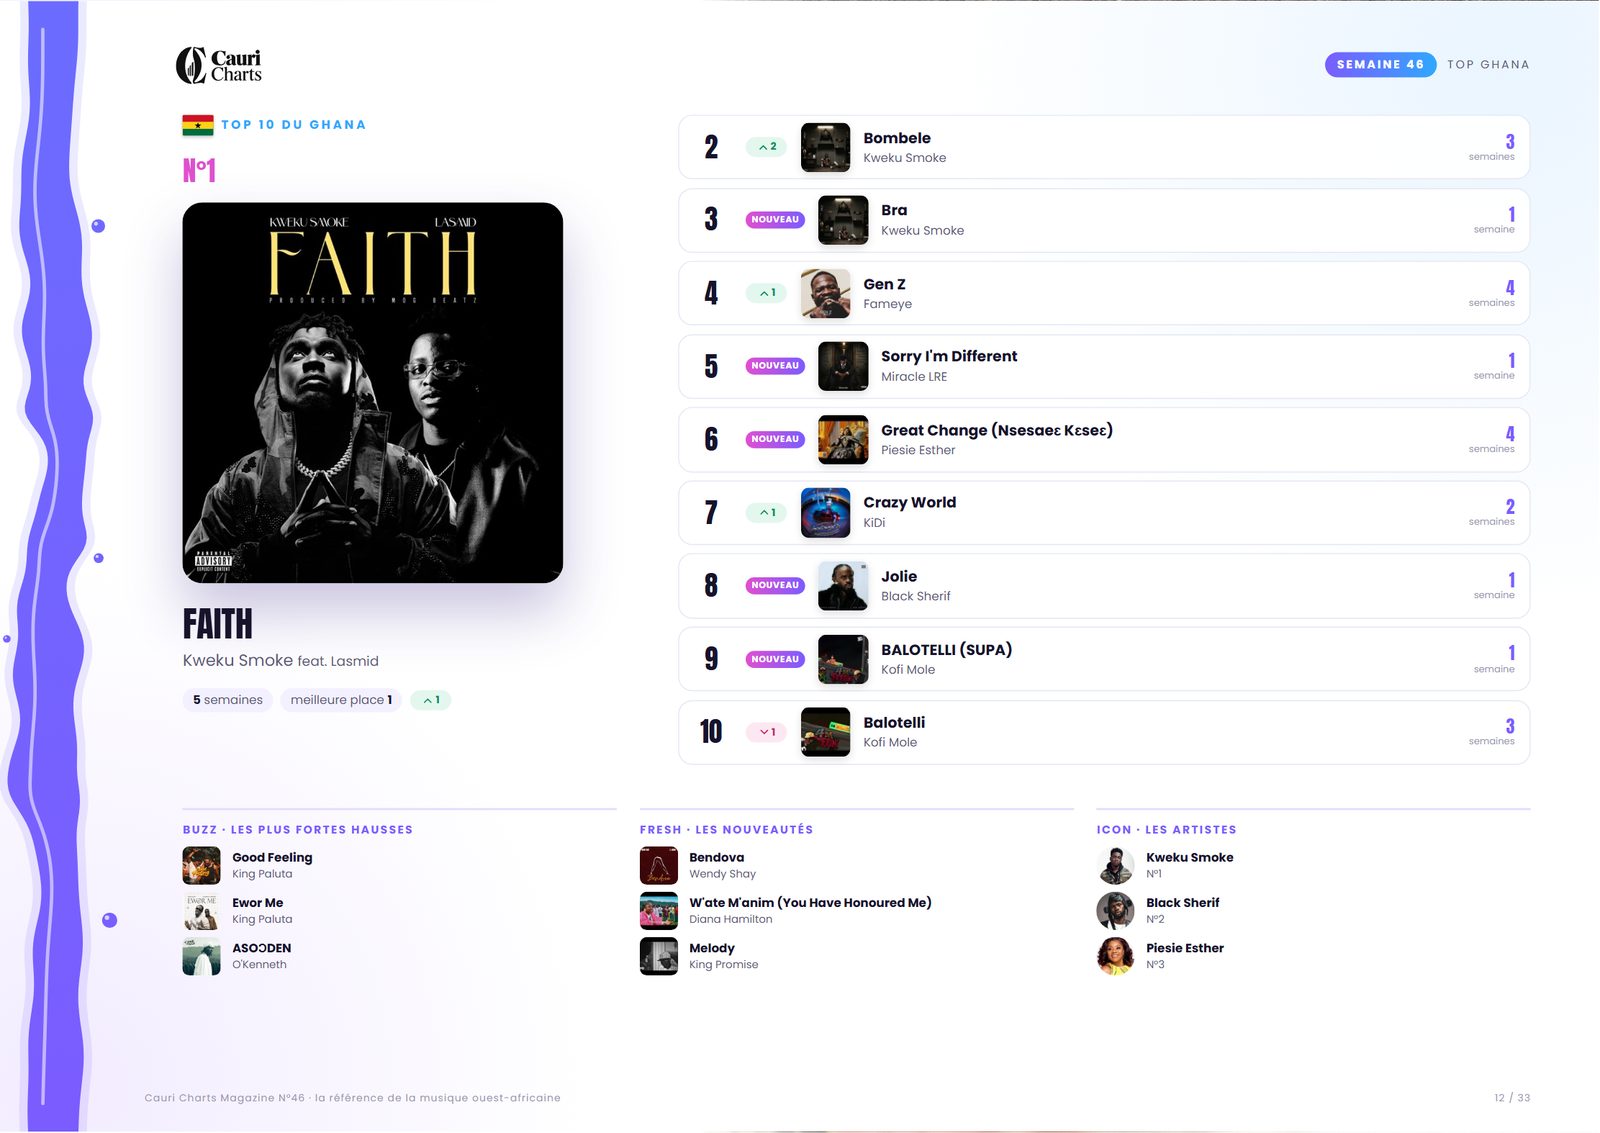 Cauri
Charts
SEMAINE 46
TOP GHANA
TOP 10 DU GHANA
N°1
KWEKU SMOKE
LASMID
FAITH
PRODUCED BY MOG BEATZ
PARENTAL
ADVISORY
EXPLICIT CONTENT
FAITH
Kweku Smoke feat. Lasmid
5 semaines
meilleure place 1
1
2
2
Bombele
Kweku Smoke
3
semaines
3
NOUVEAU
Bra
Kweku Smoke
1
semaine
4
1
Gen Z
Fameye
4
semaines
5
NOUVEAU
Sorry I'm Different
Miracle LRE
1
semaine
6
NOUVEAU
Great Change (Nsesaeɛ Kɛseɛ)
Piesie Esther
4
semaines
7
1
Crazy World
KiDi
2
semaines
8
NOUVEAU
Jolie
Black Sherif
1
semaine
9
NOUVEAU
BALOTELLI (SUPA)
Kofi Mole
1
semaine
10
1
Balotelli
Kofi Mole
3
semaines
BUZZ · LES PLUS FORTES HAUSSES
Good Feeling
King Paluta
Ewor Me
King Paluta
ASOƆDEN
O'Kenneth
FRESH · LES NOUVEAUTÉS
Bendova
Wendy Shay
W'ate M'anim (You Have Honoured Me)
Diana Hamilton
Melody
King Promise
ICON · LES ARTISTES
Kweku Smoke
N°1
Black Sherif
N°2
Piesie Esther
N°3
Cauri Charts Magazine N°46 · la référence de la musique ouest-africaine
12 / 33